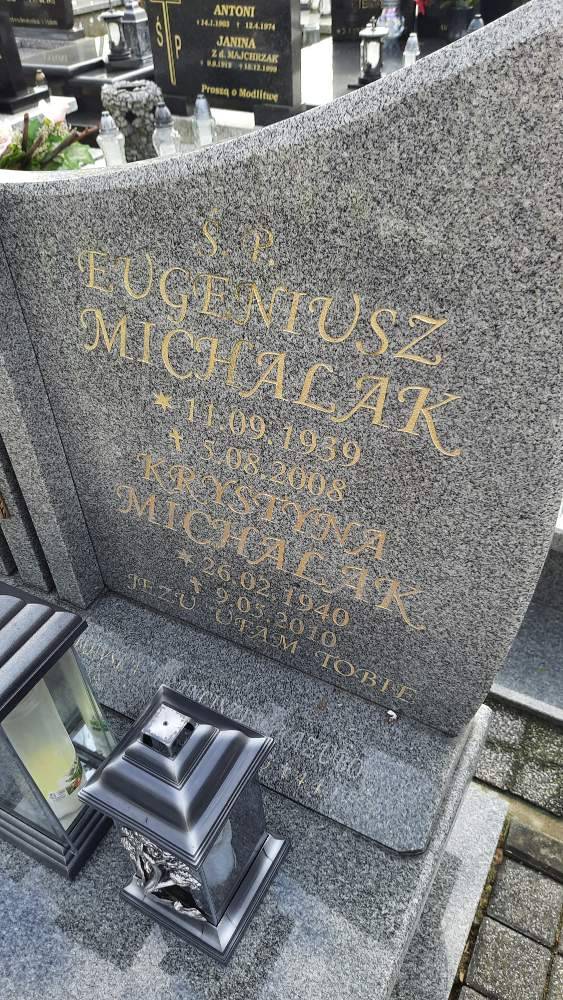 ANTONI
Ś P
JANINA
Z d. MAJCHRZAK
Proszą o Modlitwę
Ś. P.
EUGENIUSZ
MICHALAK
* 11.09.1939
† 5.08.2008
KRYSTYNA
MICHALAK
* 26.02.1940
† 9.05.2010
JEZU UFAM TOBIE